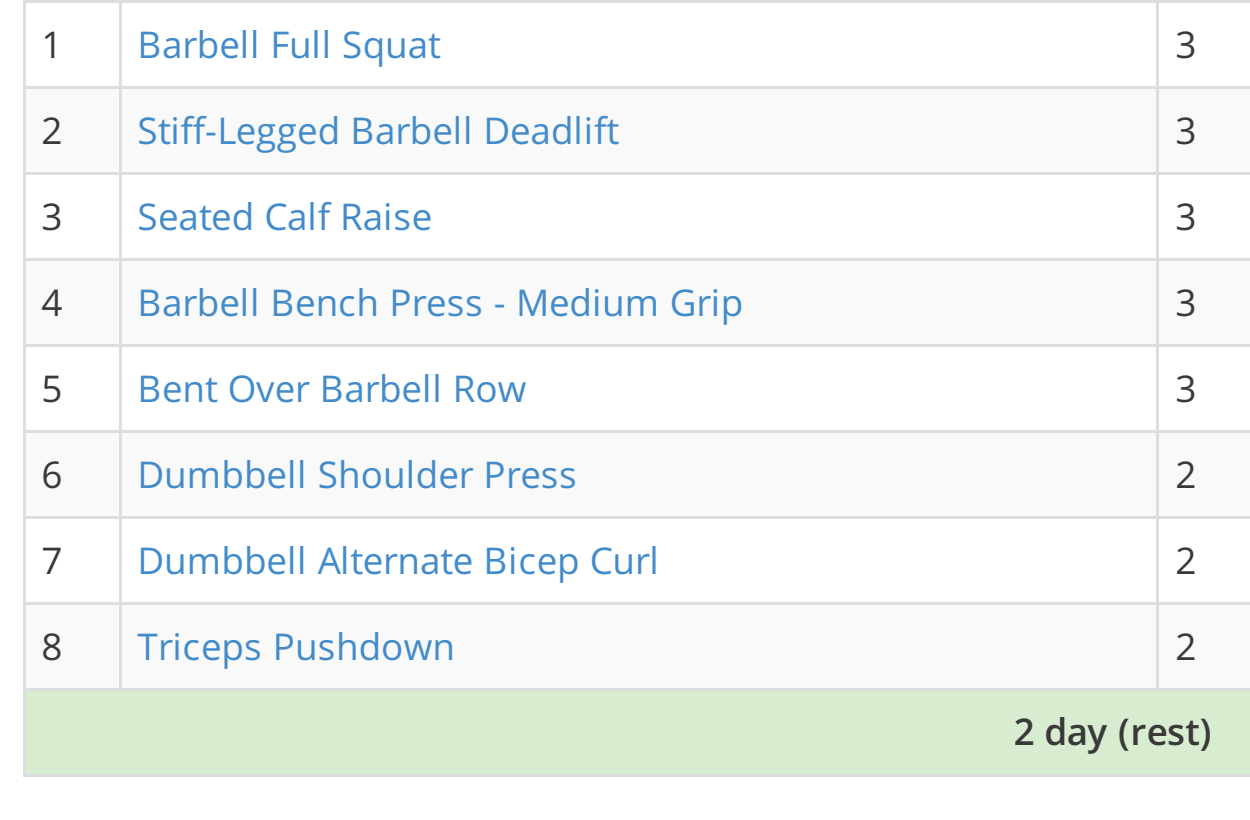 1 Barbell Full Squat 3
2 Stiff-Legged Barbell Deadlift 3
3 Seated Calf Raise 3
4 Barbell Bench Press - Medium Grip 3
5 Bent Over Barbell Row 3
6 Dumbbell Shoulder Press 2
7 Dumbbell Alternate Bicep Curl 2
8 Triceps Pushdown 2
2 day (rest)